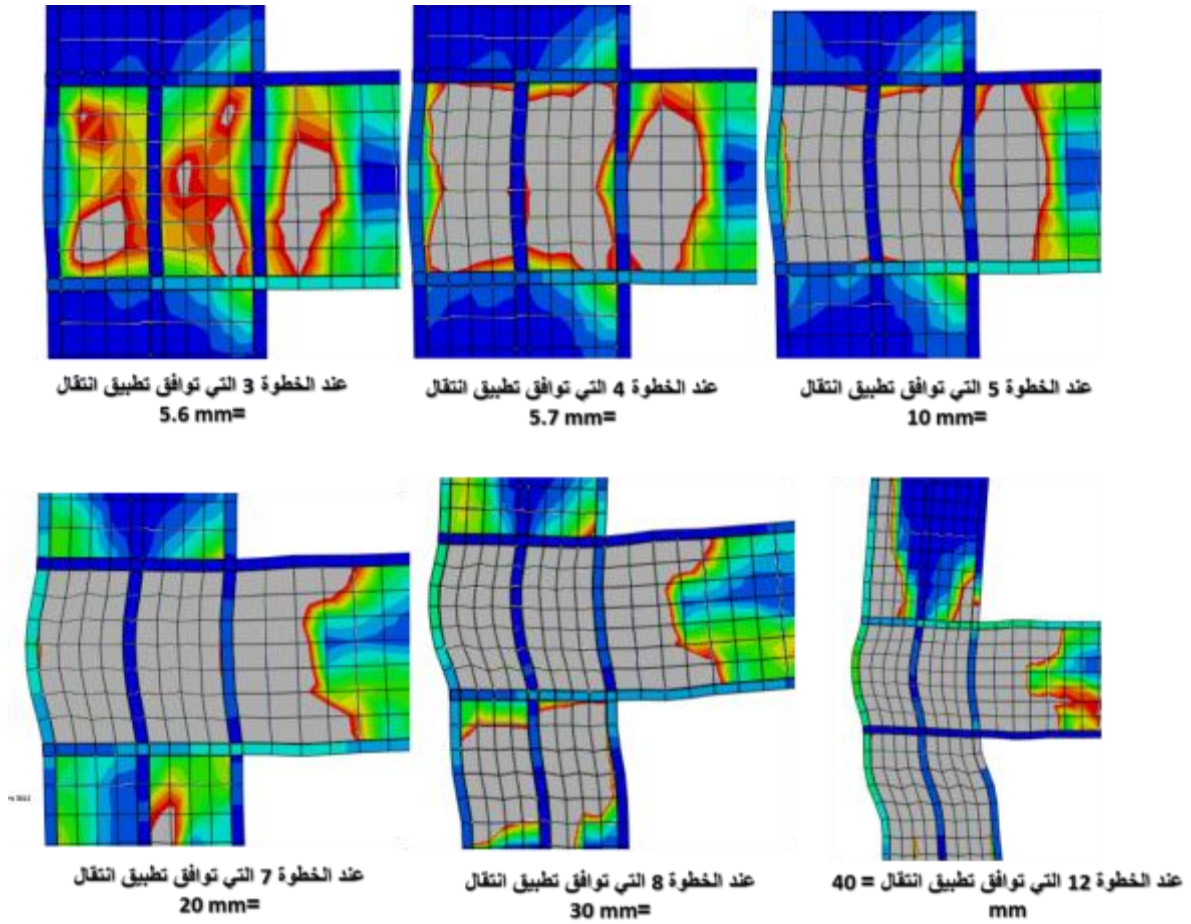 عند الخطوة 3 التي توافق تطبيق انتقال
5.6 mm=
عند الخطوة 4 التي توافق تطبيق انتقال
5.7 mm=
عند الخطوة 5 التي توافق تطبيق انتقال
10 mm=
عند الخطوة 7 التي توافق تطبيق انتقال
20 mm=
عند الخطوة 8 التي توافق تطبيق انتقال
30 mm=
عند الخطوة 12 التي توافق تطبيق انتقال = 40
mm